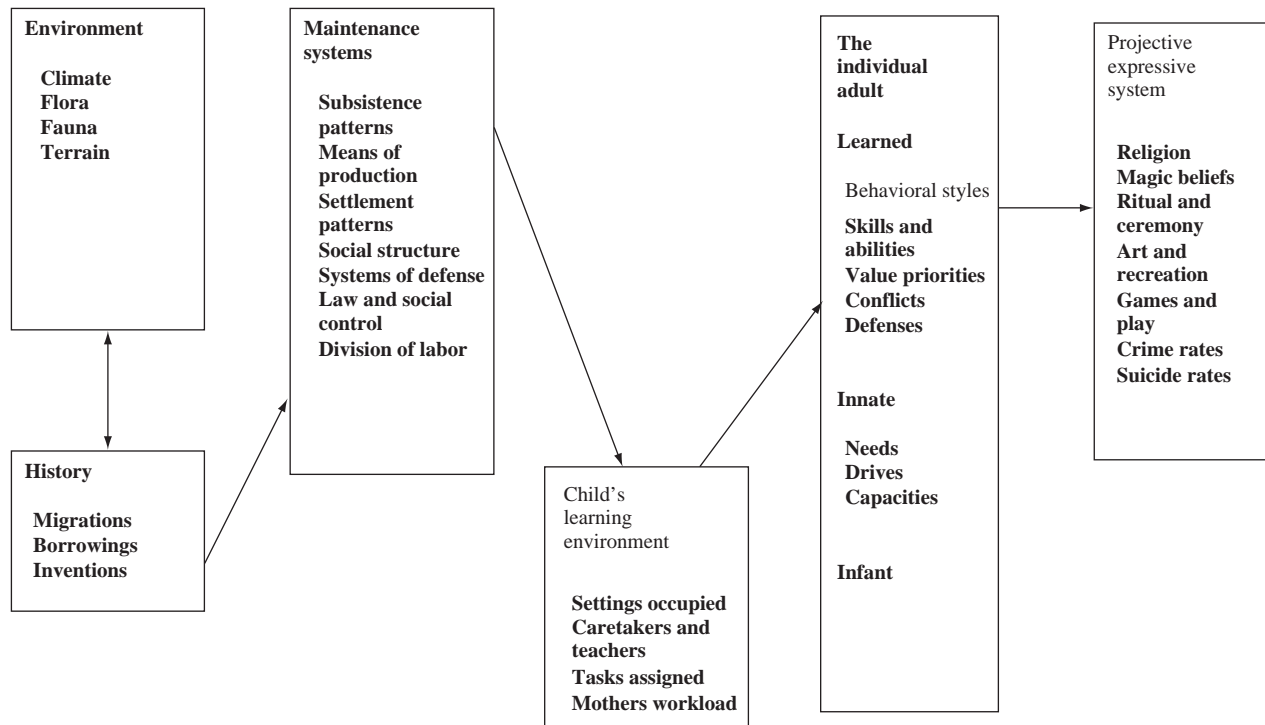 Environment
Climate
Flora
Fauna
Terrain
History
Migrations
Borrowings
Inventions
Maintenance
systems
Subsistence
patterns
Means of
production
Settlement
patterns
Social structure
Systems of defense
Law and social
control
Division of labor
Child’s
learning
environment
Settings occupied
Caretakers and
teachers
Tasks assigned
Mothers workload
The
individual
adult
Learned
Behavioral styles
Skills and
abilities
Value priorities
Conflicts
Defenses
Innate
Needs
Drives
Capacities
Infant
Projective
expressive
system
Religion
Magic beliefs
Ritual and
ceremony
Art and
recreation
Games and
play
Crime rates
Suicide rates